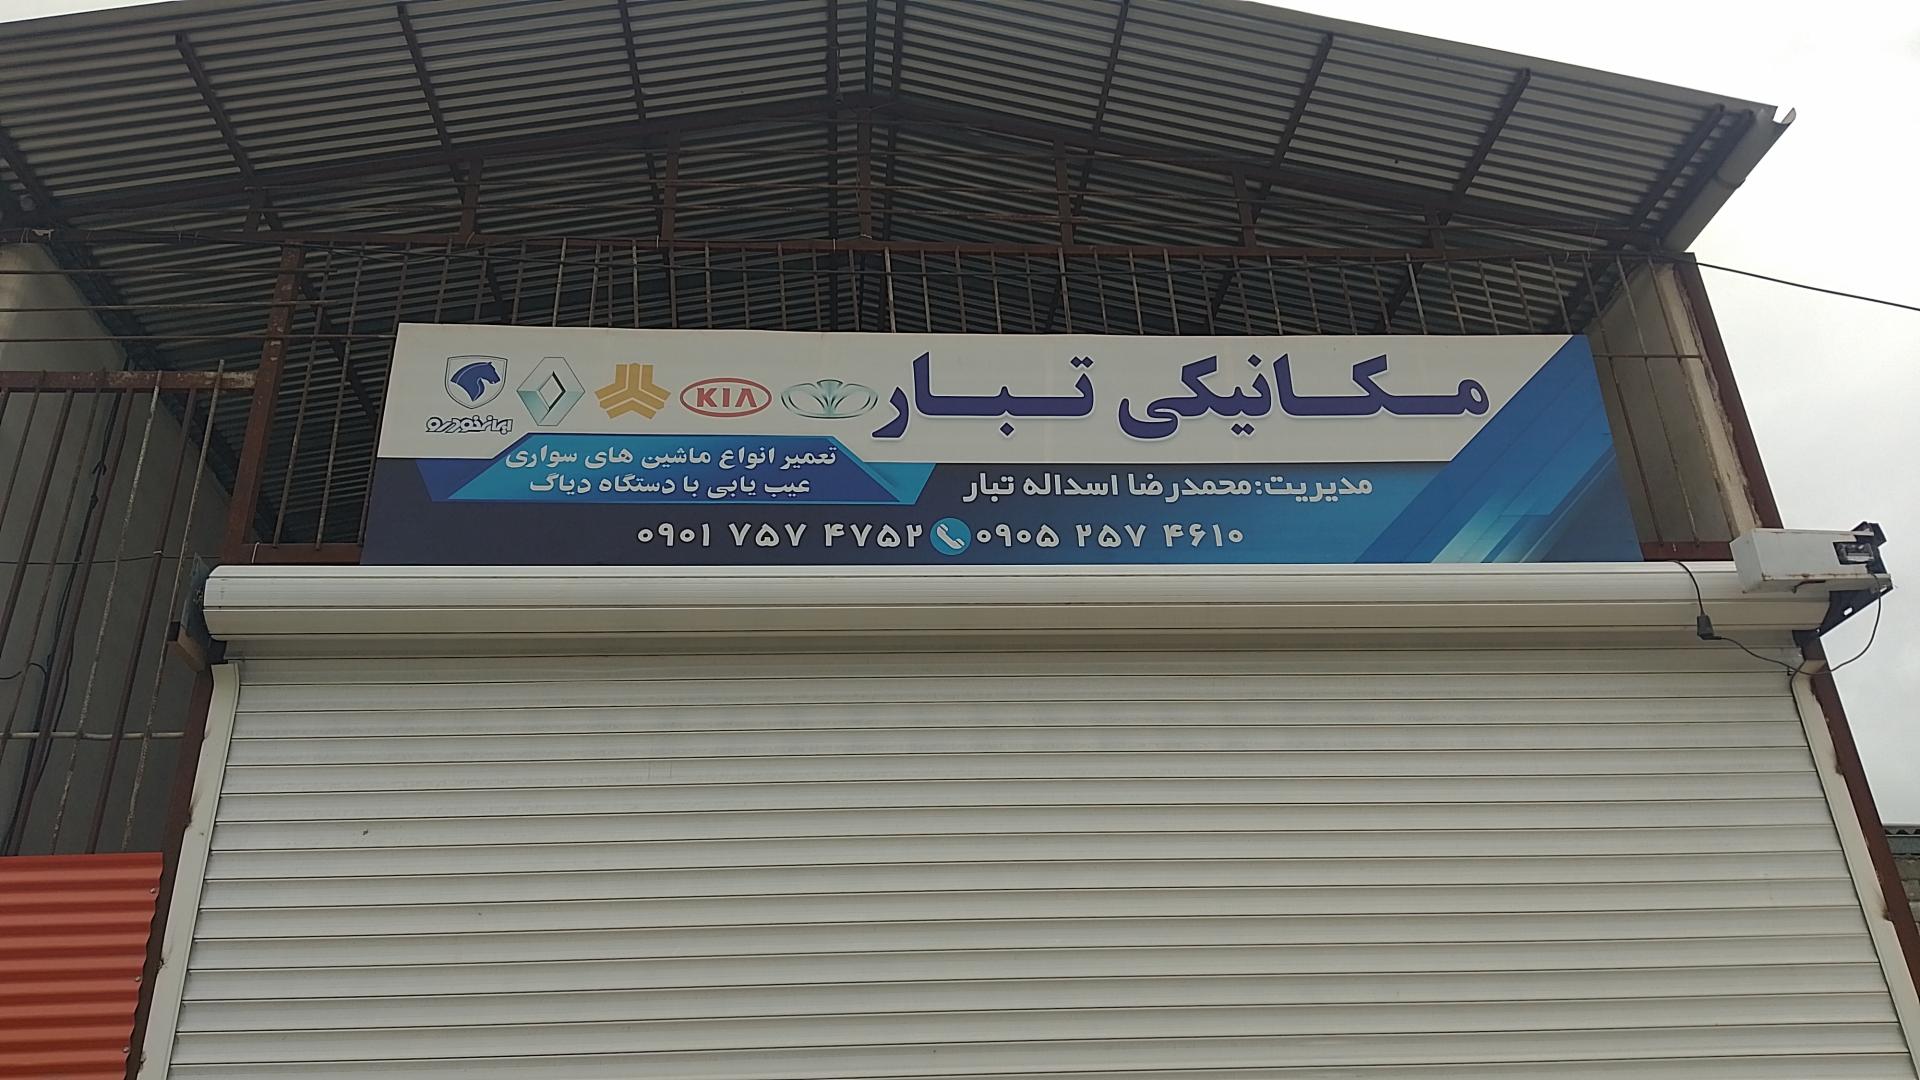 مکانیکی تبار
KIA
ایران‌خودرو
تعمیر انواع ماشین های سواری
عیب یابی با دستگاه دیاگ
مدیریت:محمدرضا اسداله تبار
۰۹۰۵ ۲۵۷ ۴۶۱۰
۰۹۰۱ ۷۵۷ ۴۷۵۲